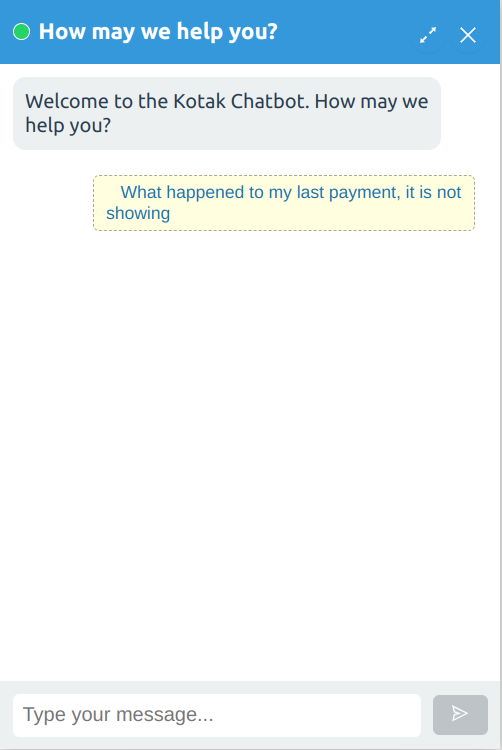 How may we help you?
Welcome to the Kotak Chatbot. How may we
help you?
What happened to my last payment, it is not
showing
Type your message...